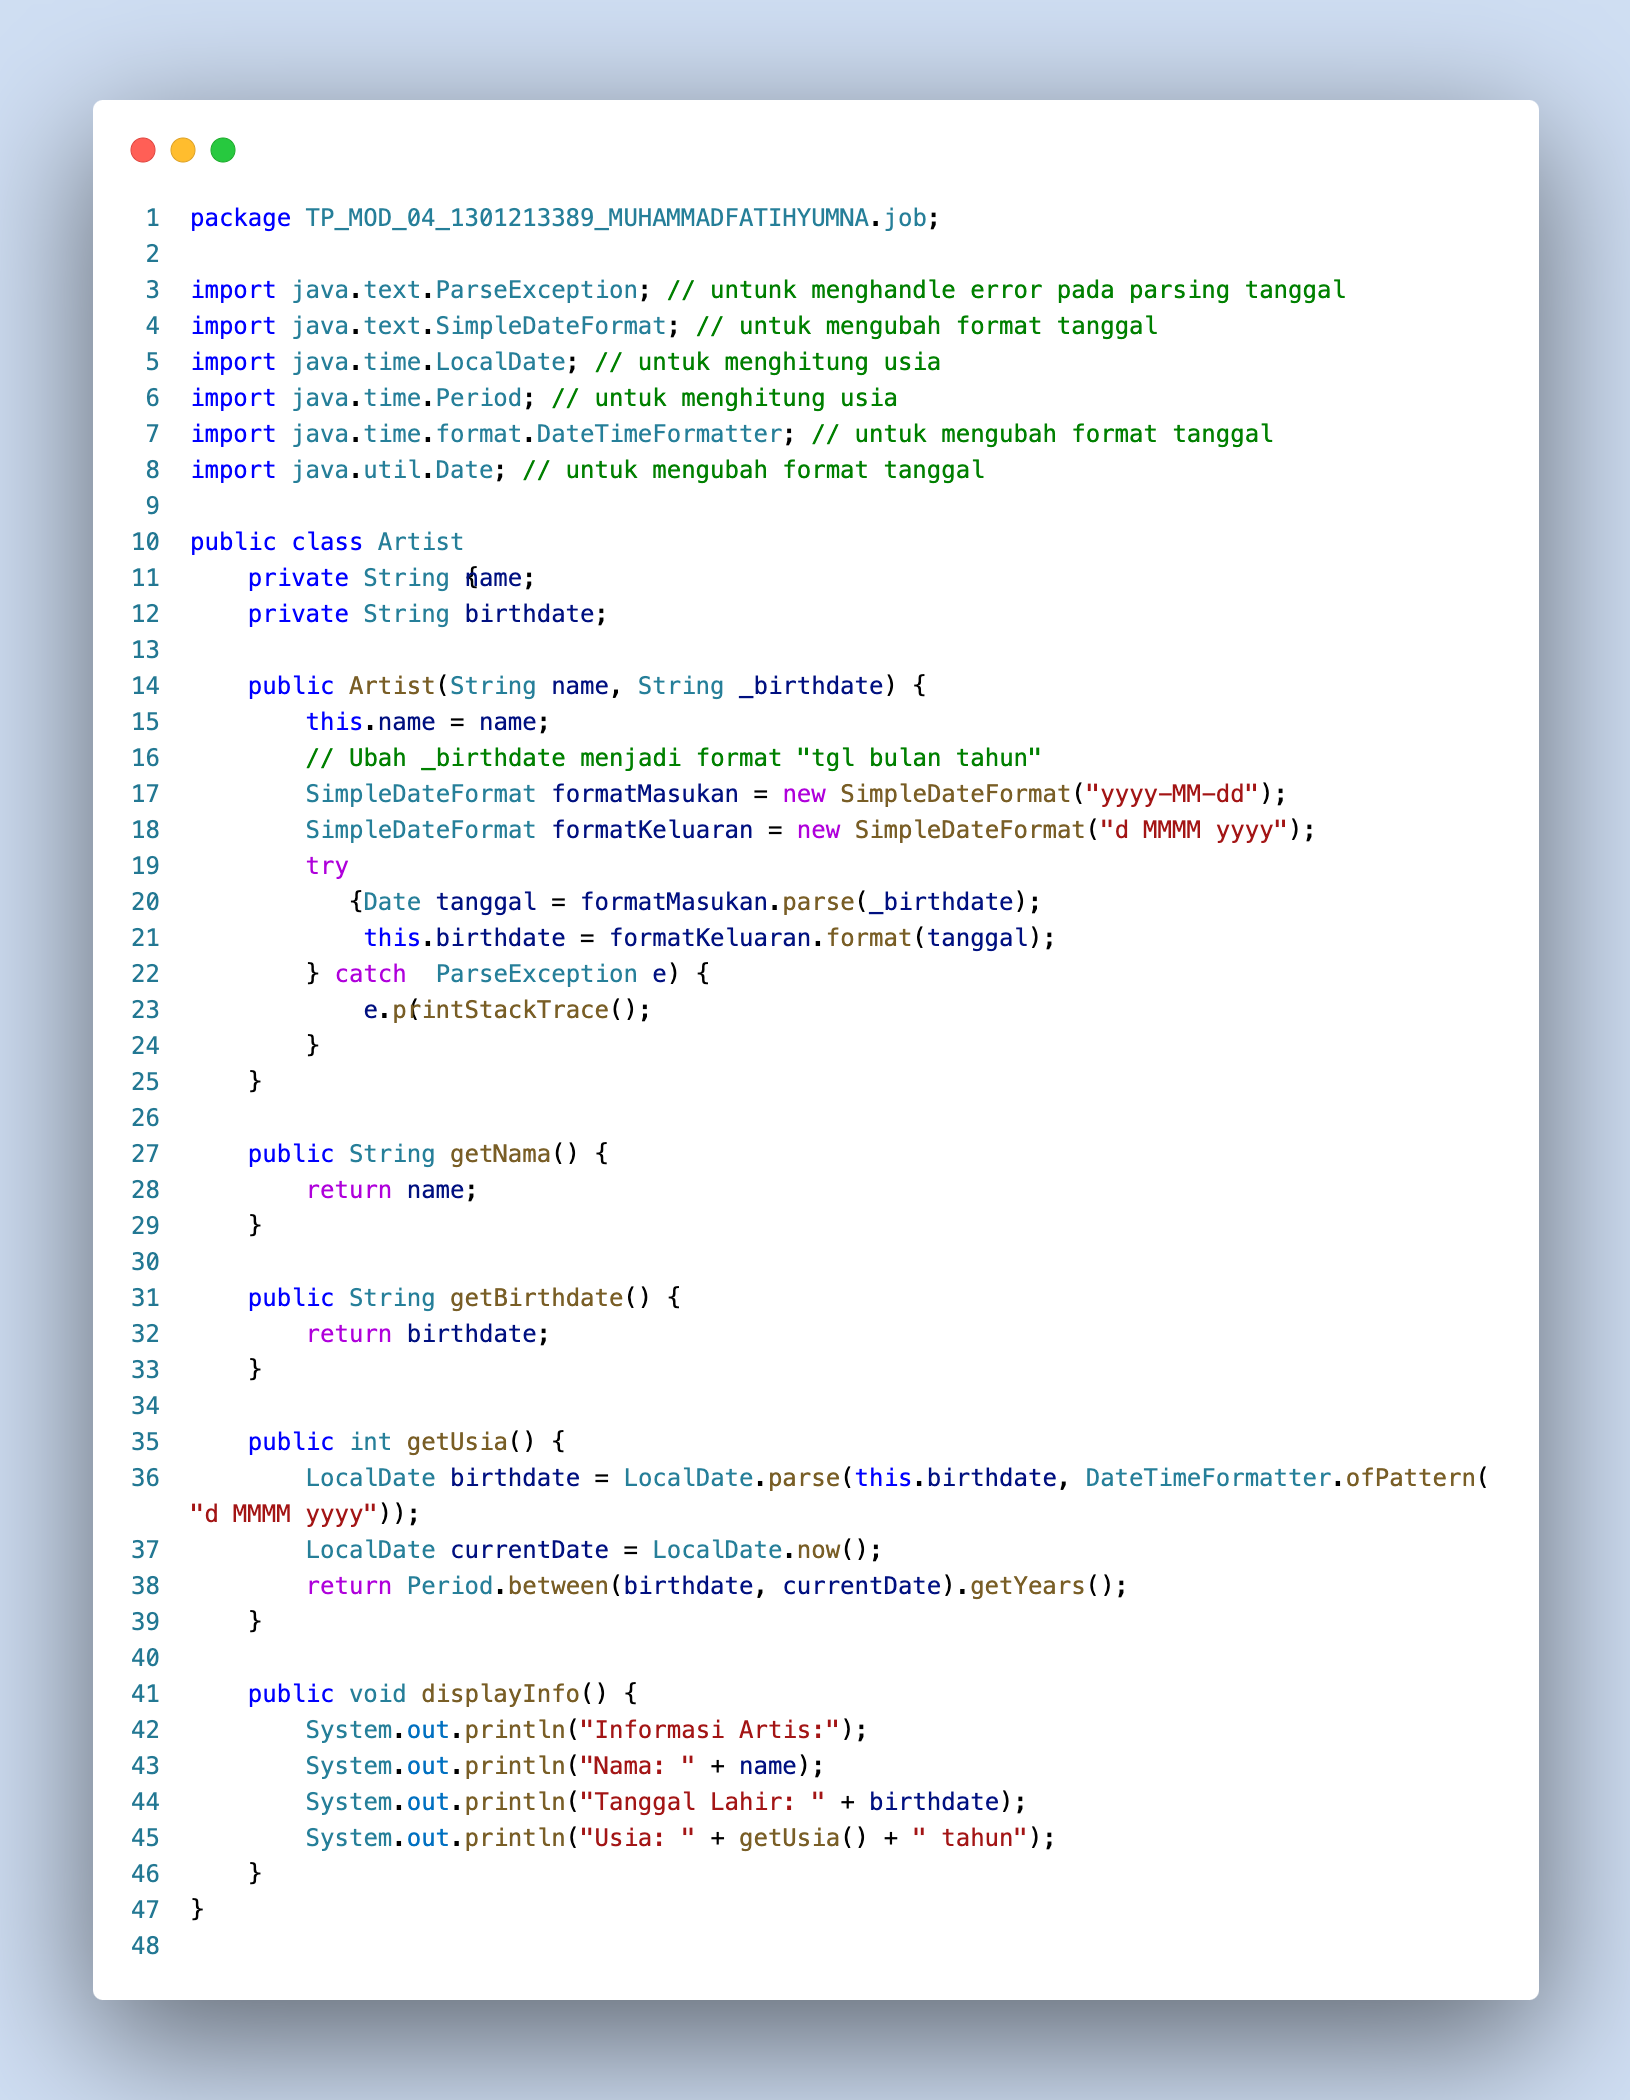 1 package TP_MOD_04_1301213389_MUHAMMADFATIHYUMNA.job;
2
3 import java.text.ParseException; // untunk menghandle error pada parsing tanggal
4 import java.text.SimpleDateFormat; // untuk mengubah format tanggal
5 import java.time.LocalDate; // untuk menghitung usia
6 import java.time.Period; // untuk menghitung usia
7 import java.time.format.DateTimeFormatter; // untuk mengubah format tanggal
8 import java.util.Date; // untuk mengubah format tanggal
9
10 public class Artist {
11     private String name;
12     private String birthdate;
13
14     public Artist(String name, String _birthdate) {
15         this.name = name;
16         // Ubah _birthdate menjadi format "tgl bulan tahun"
17         SimpleDateFormat formatMasukan = new SimpleDateFormat("yyyy-MM-dd");
18         SimpleDateFormat formatKeluaran = new SimpleDateFormat("d MMMM yyyy");
19         try {
20             Date tanggal = formatMasukan.parse(_birthdate);
21             this.birthdate = formatKeluaran.format(tanggal);
22         } catch (ParseException e) {
23             e.printStackTrace();
24         }
25     }
26
27     public String getNama() {
28         return name;
29     }
30
31     public String getBirthdate() {
32         return birthdate;
33     }
34
35     public int getUsia() {
36         LocalDate birthdate = LocalDate.parse(this.birthdate, DateTimeFormatter.ofPattern(
"d MMMM yyyy"));
37         LocalDate currentDate = LocalDate.now();
38         return Period.between(birthdate, currentDate).getYears();
39     }
40
41     public void displayInfo() {
42         System.out.println("Informasi Artis:");
43         System.out.println("Nama: " + name);
44         System.out.println("Tanggal Lahir: " + birthdate);
45         System.out.println("Usia: " + getUsia() + " tahun");
46     }
47 }
48